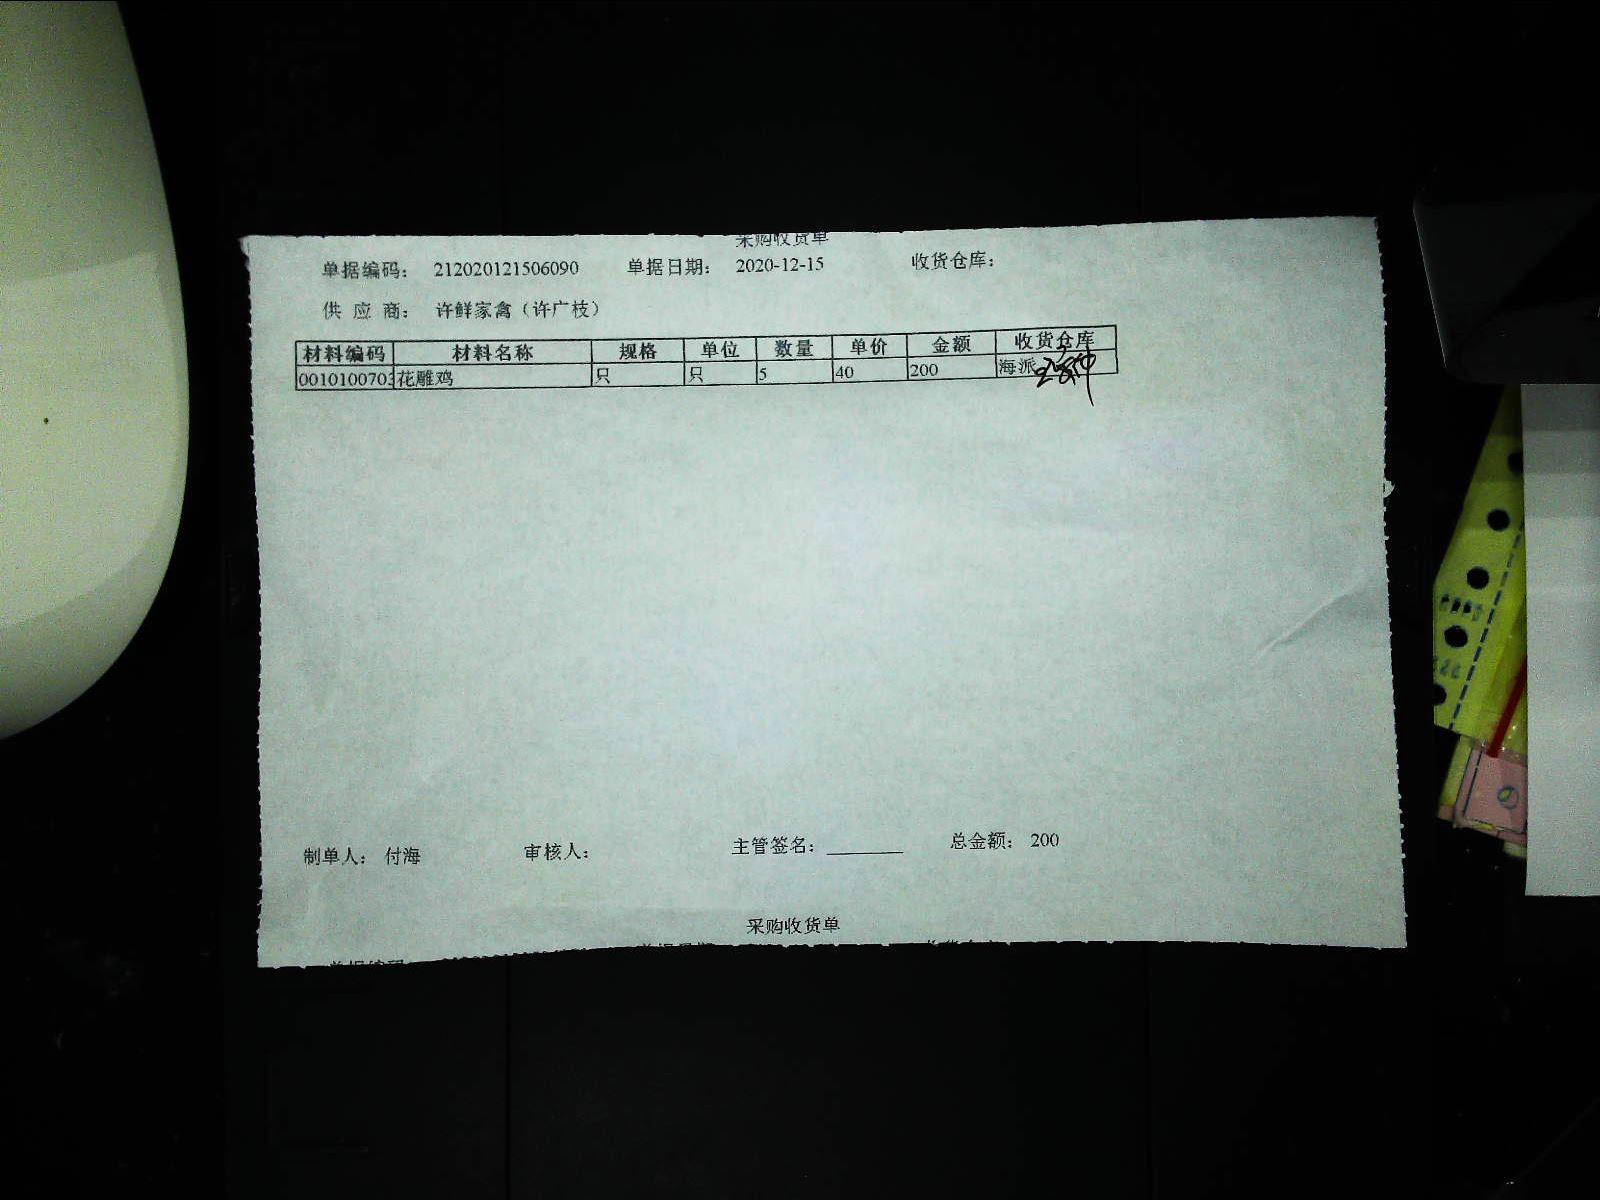 采购收货单
单据编码： 212020121506090 单据日期： 2020-12-15 收货仓库：
供 应 商： 许鲜家禽（许广枝）
材料编码 材料名称 规格 单位 数量 单价 金额 收货仓库
0010100703 花雕鸡 只 只 5 40 200 海派
制单人： 付海 审核人： 主管签名： 总金额： 200
采购收货单